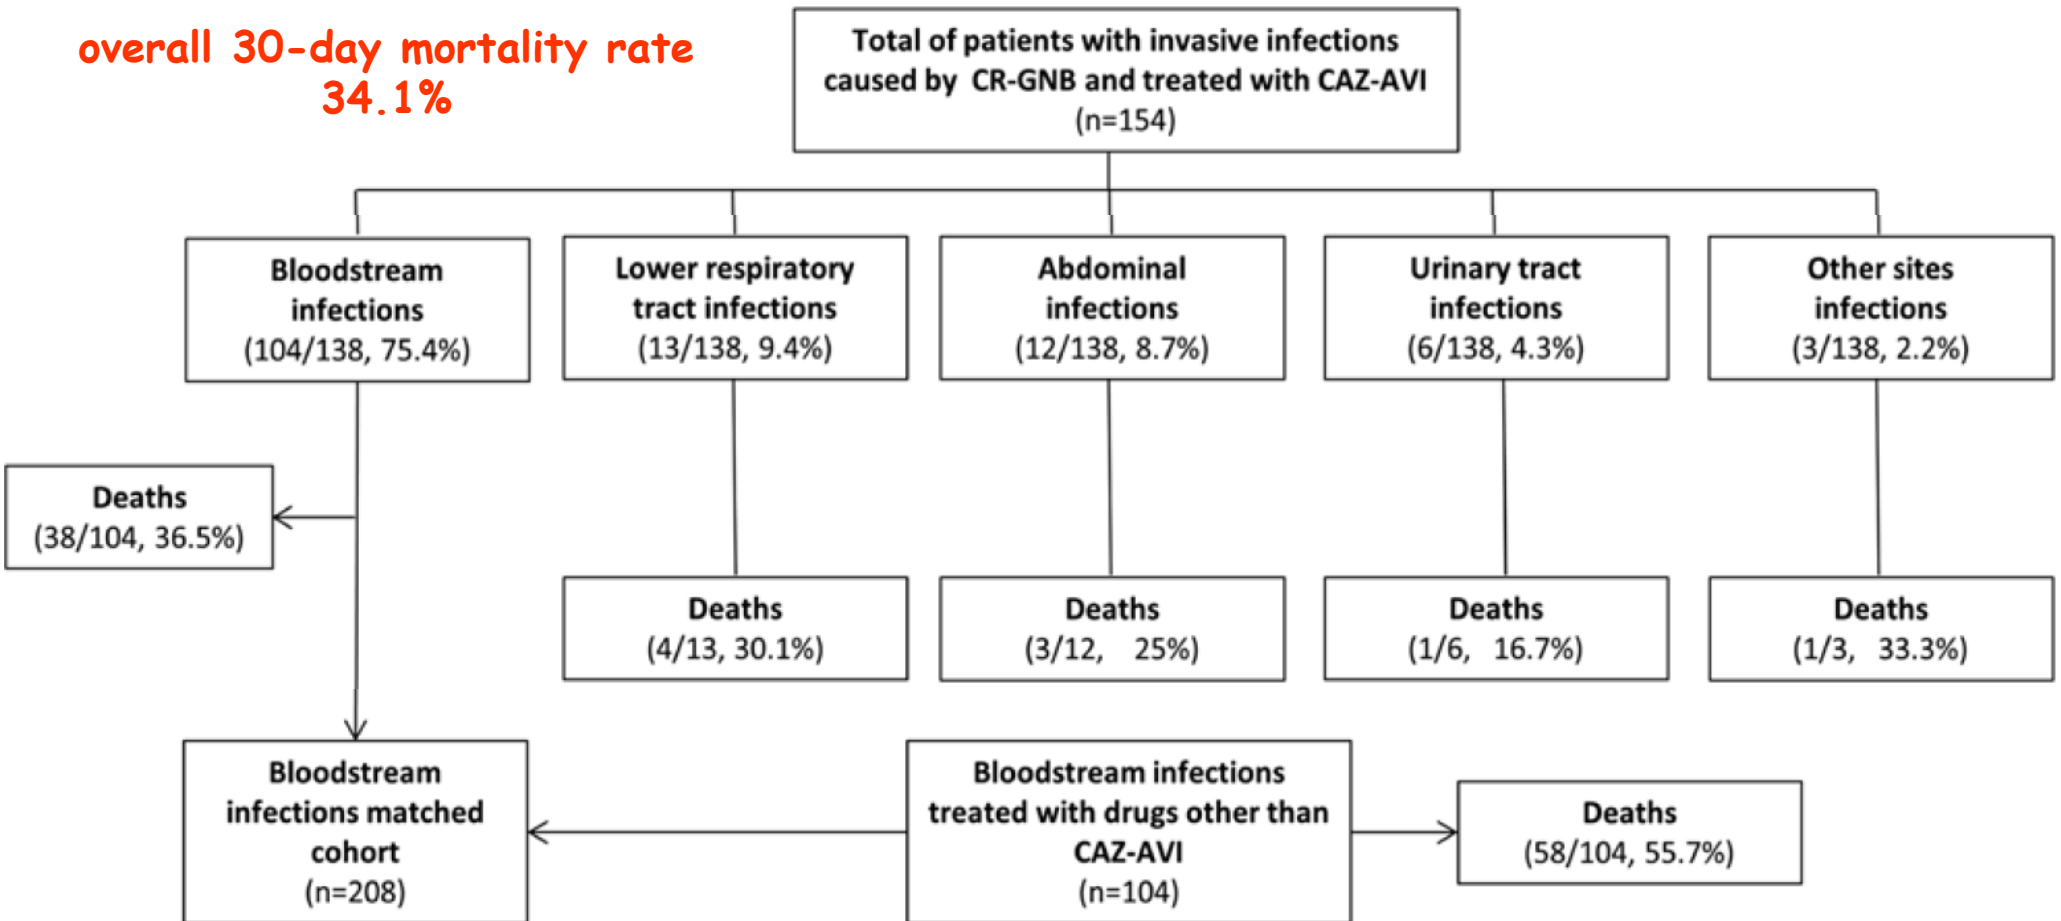 overall 30-day mortality rate
34.1%
Total of patients with invasive infections
caused by CR-GNB and treated with CAZ-AVI
(n=154)
Bloodstream
infections
(104/138, 75.4%)
Lower respiratory
tract infections
(13/138, 9.4%)
Abdominal
infections
(12/138, 8.7%)
Urinary tract
infections
(6/138, 4.3%)
Other sites
infections
(3/138, 2.2%)
Deaths
(38/104, 36.5%)
Deaths
(4/13, 30.1%)
Deaths
(3/12, 25%)
Deaths
(1/6, 16.7%)
Deaths
(1/3, 33.3%)
Bloodstream
infections matched
cohort
(n=208)
Bloodstream infections
treated with drugs other than
CAZ-AVI
(n=104)
Deaths
(58/104, 55.7%)